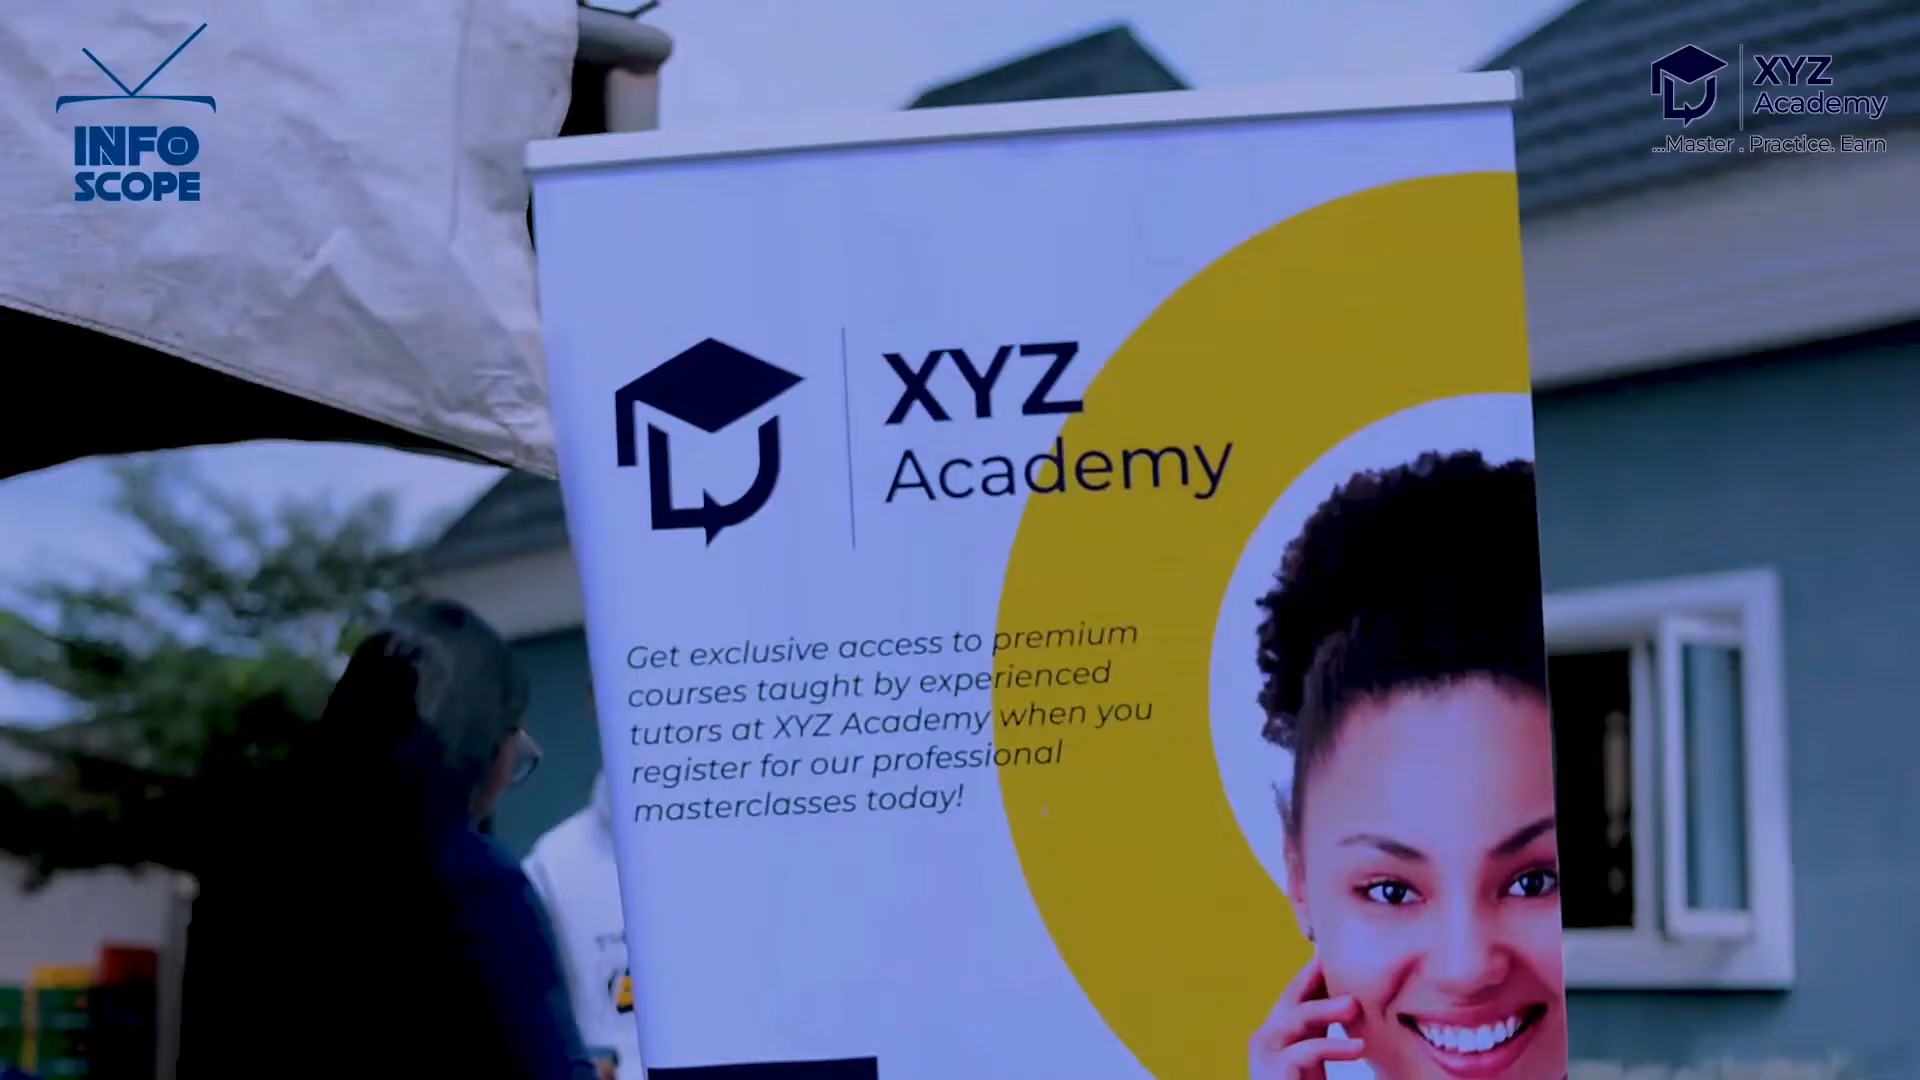 INFO
SCOPE
XYZ
Academy
...Master . Practice. Earn
XYZ
Academy
Get exclusive access to premium
courses taught by experienced
tutors at XYZ Academy when you
register for our professional
masterclasses today!